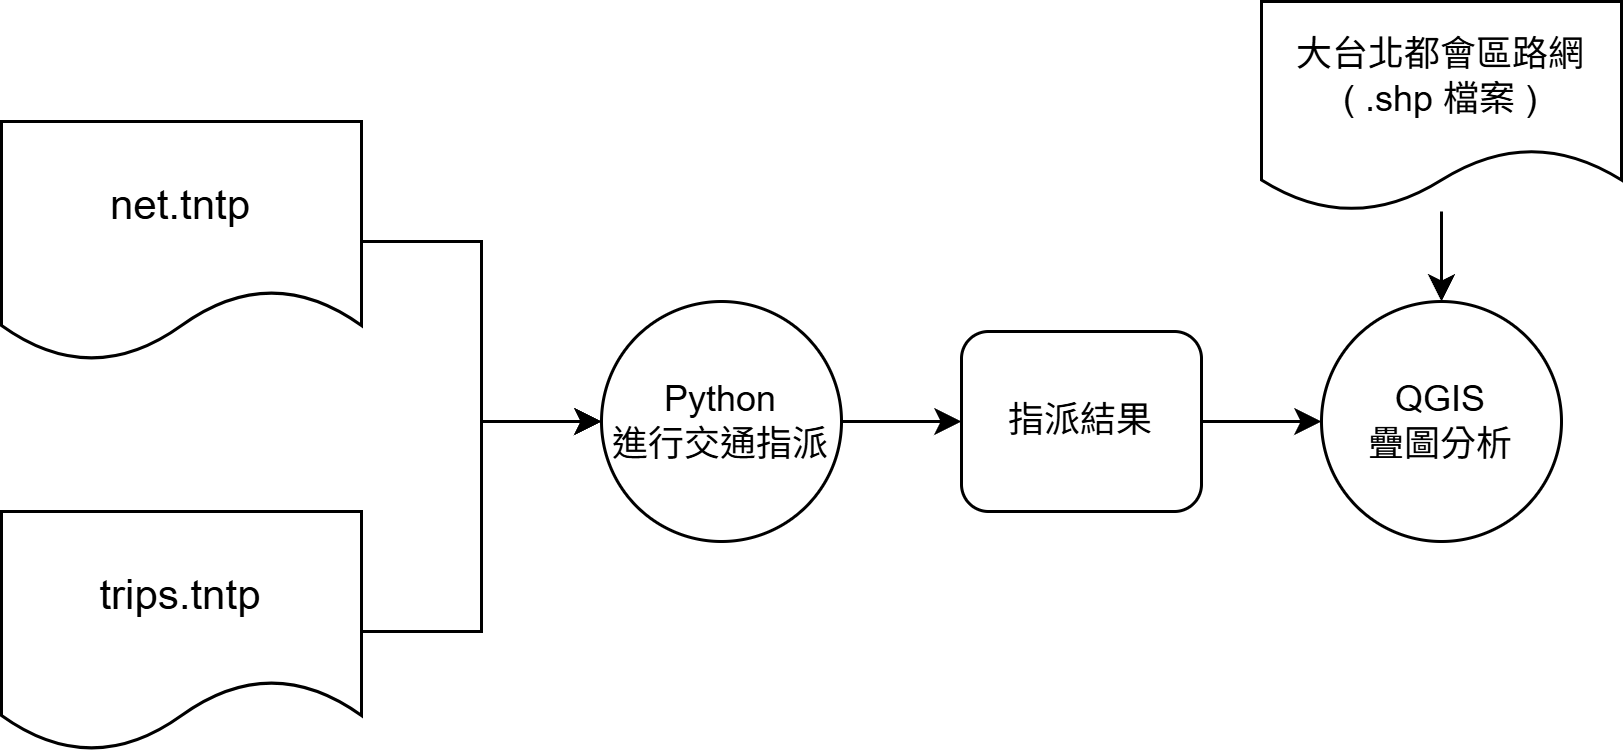 大台北都會區路網
( .shp 檔案 )
net.tntp
Python
進行交通指派
指派結果
QGIS
疊圖分析
trips.tntp